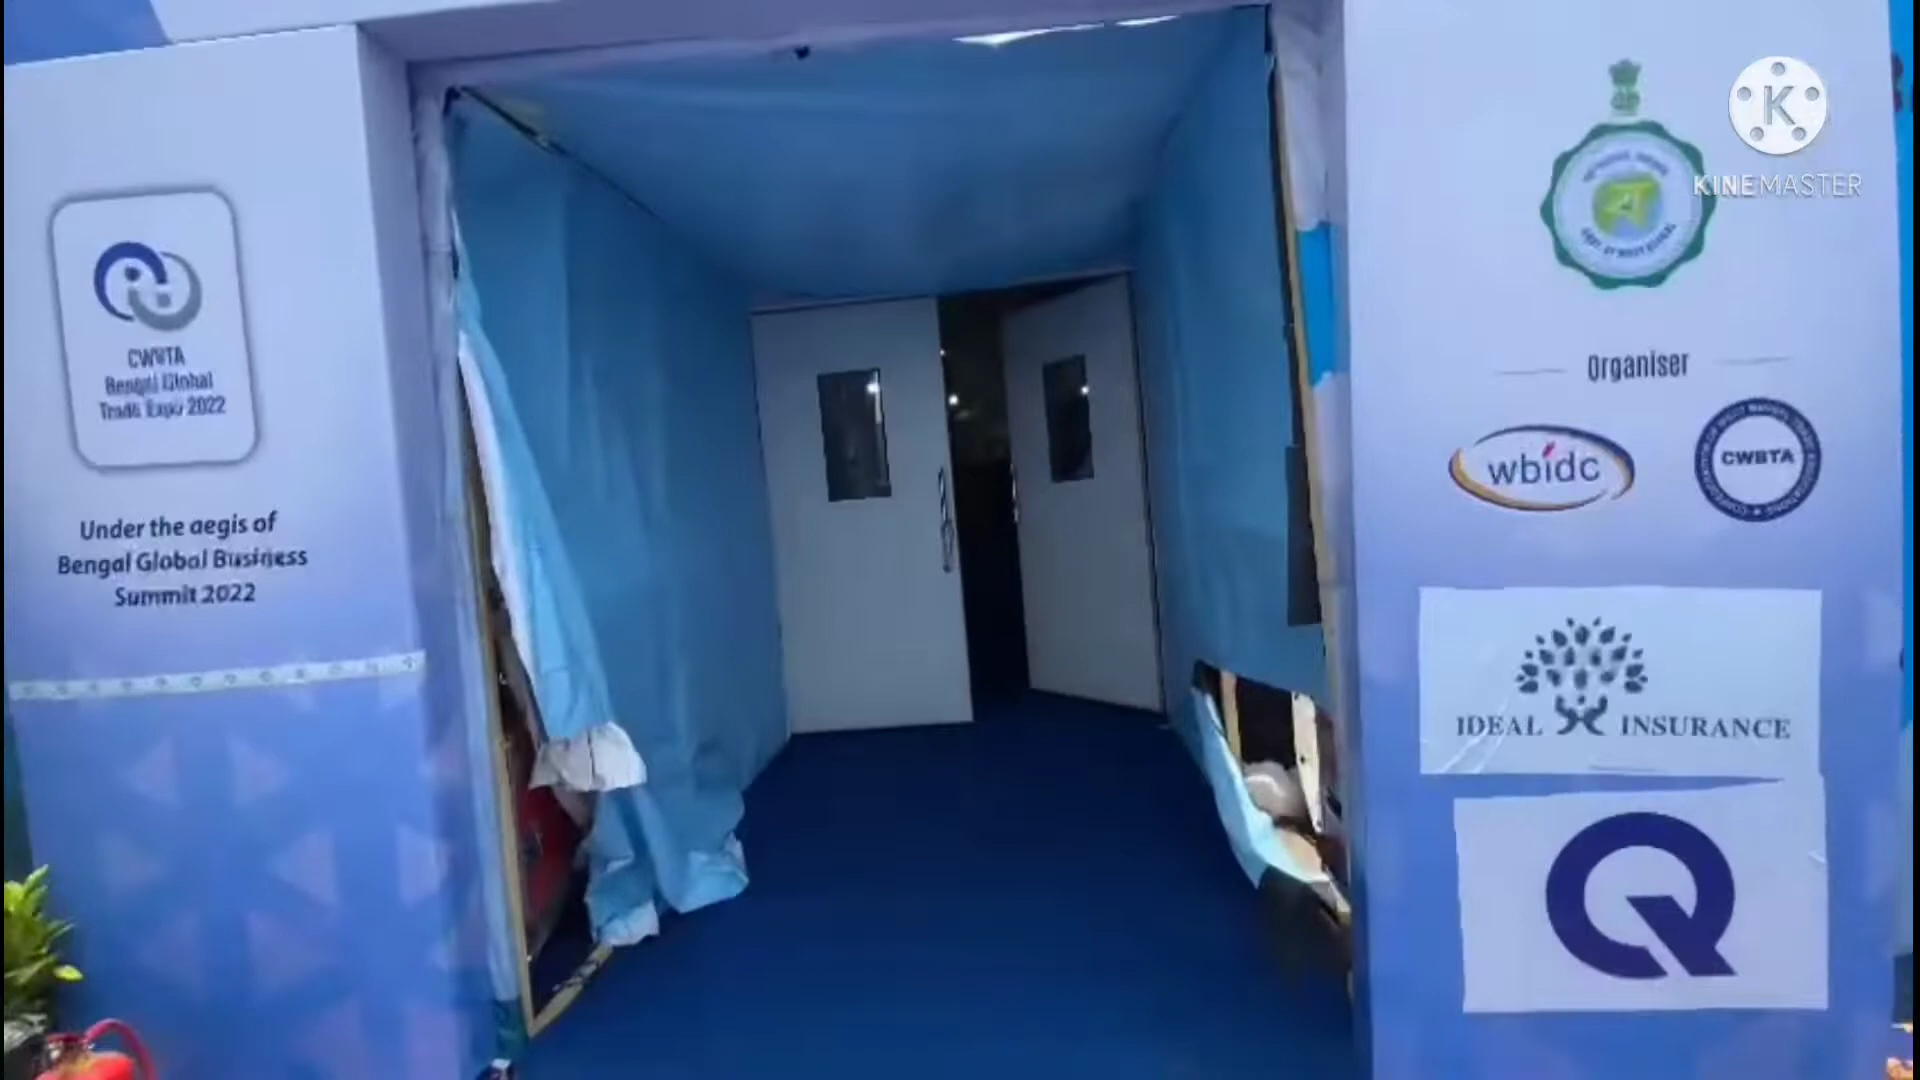 CWBTA
Bengal Global
Trade Expo 2022
Under the aegis of
Bengal Global Business
Summit 2022
K
KINEMASTER
Organiser
wbidc
CWBTA
IDEAL INSURANCE
Q